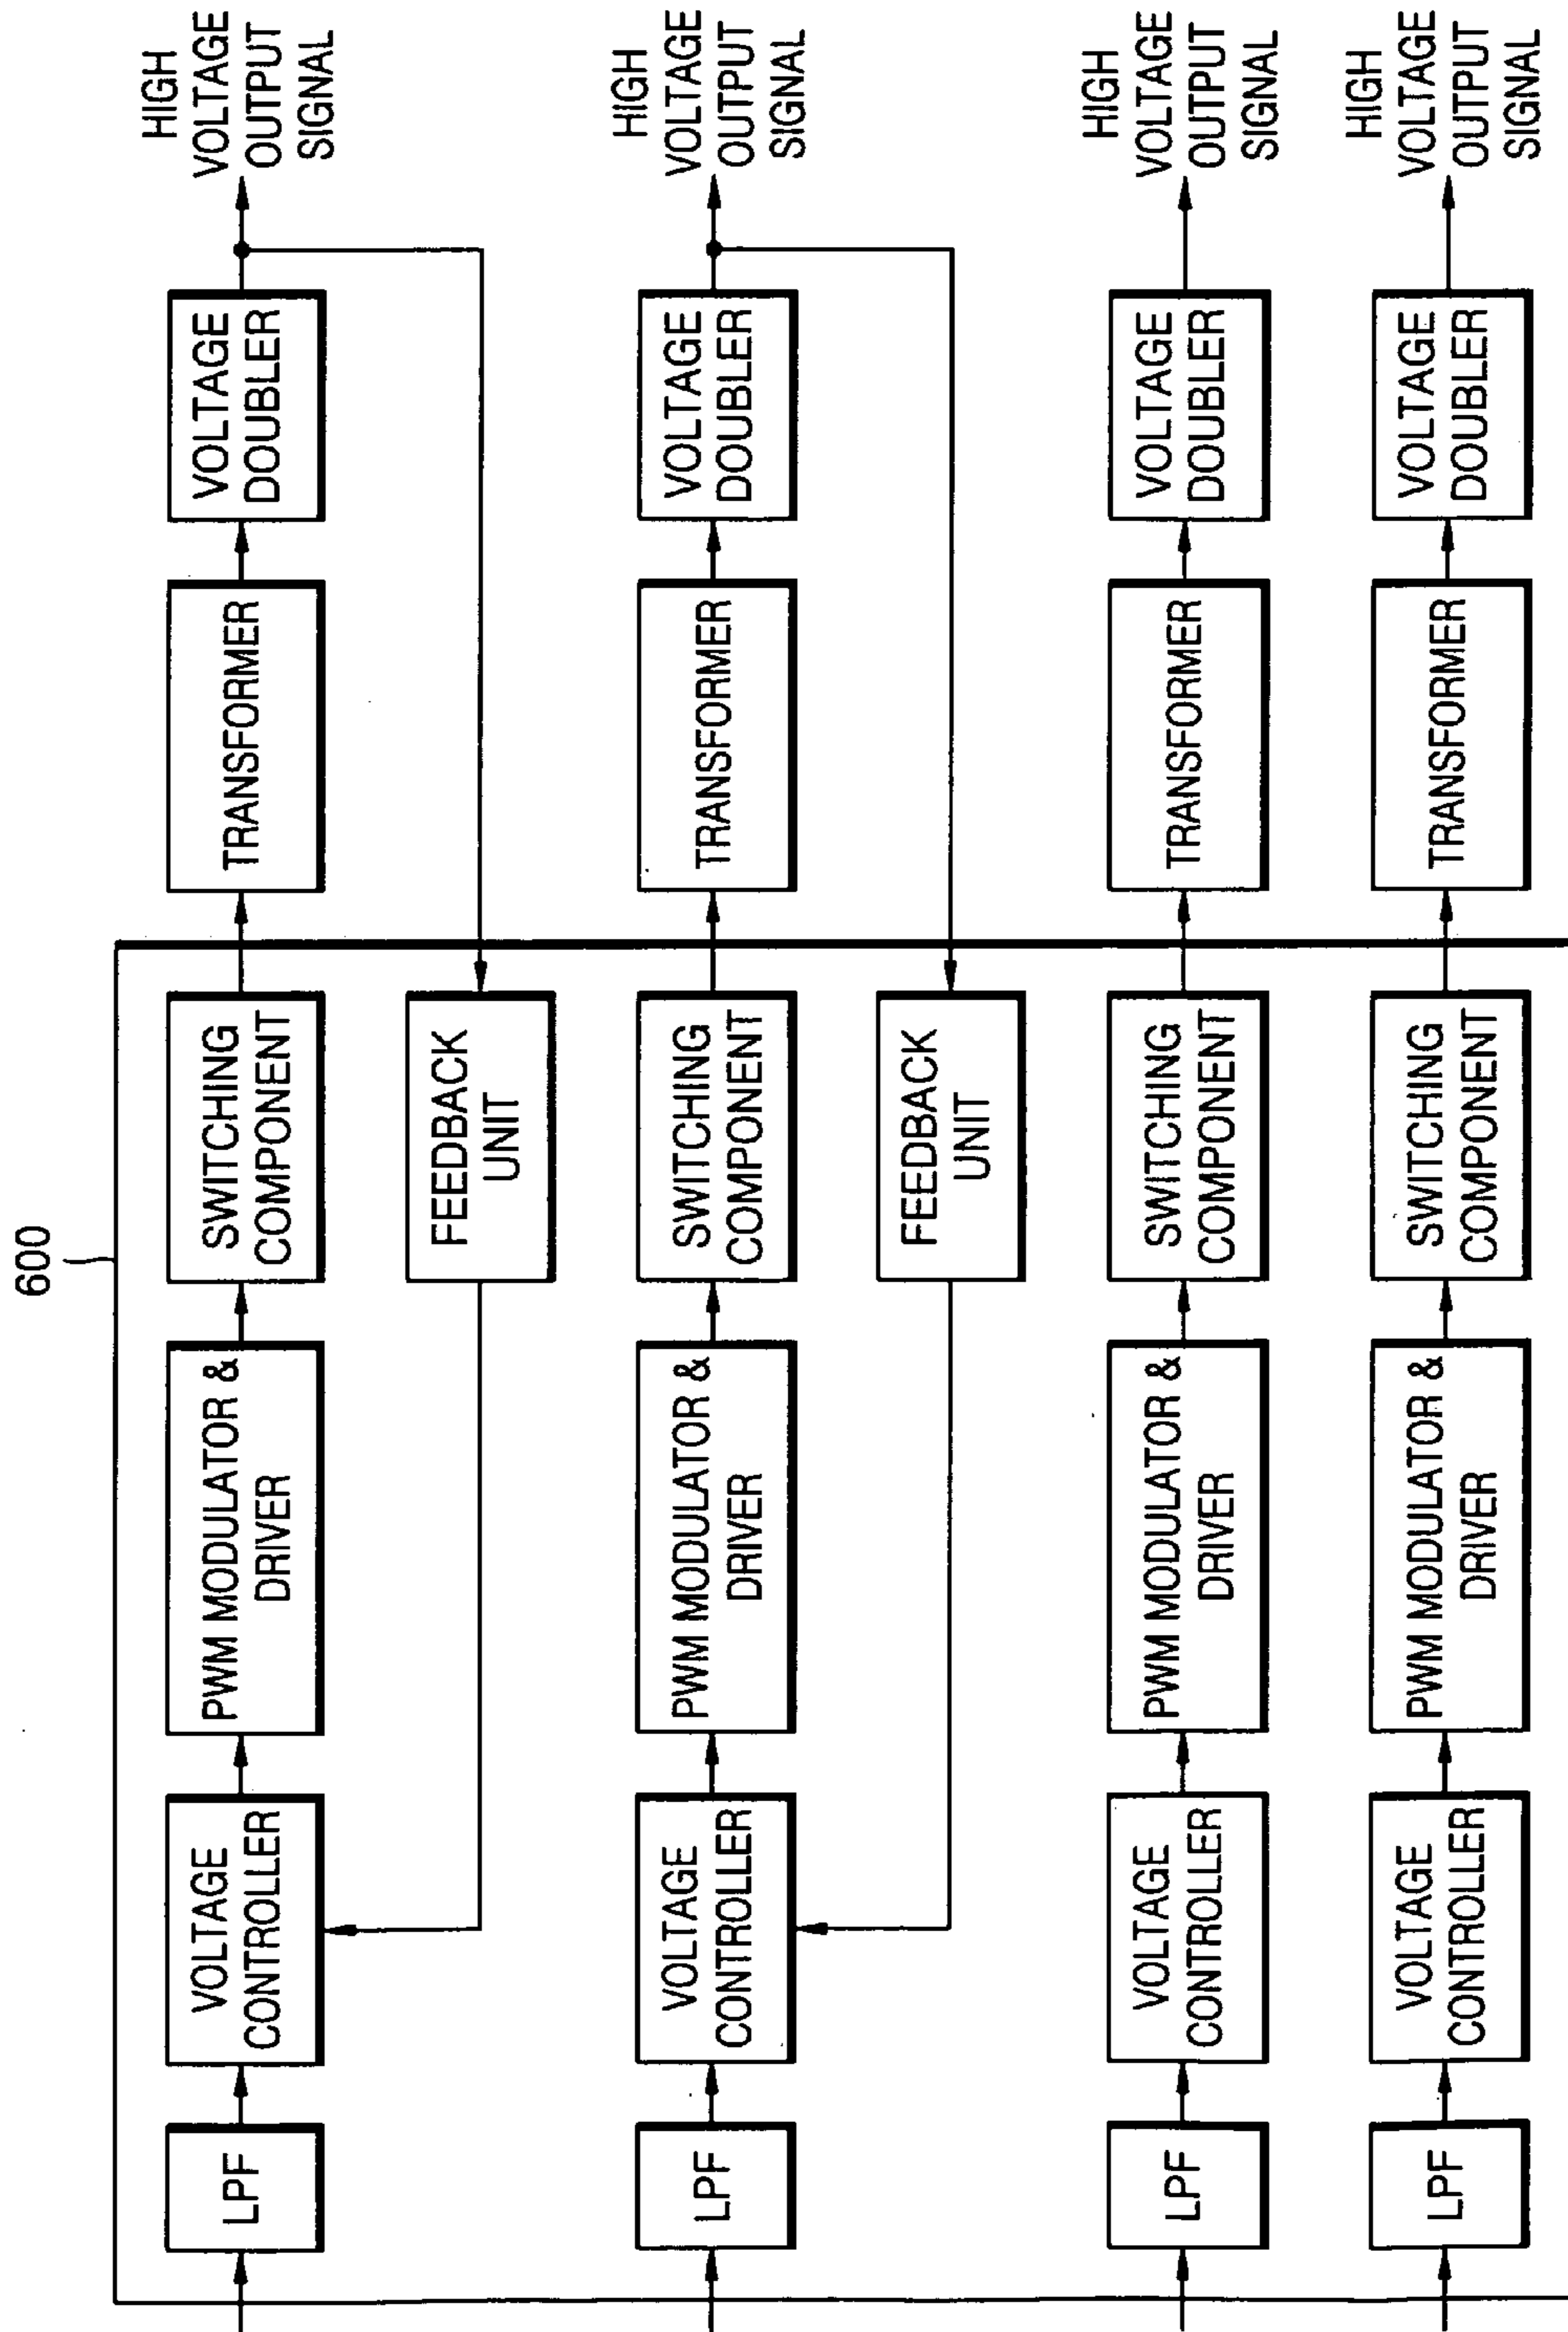 600
LPF
VOLTAGE
CONTROLLER
PWM MODULATOR &
DRIVER
SWITCHING
COMPONENT
TRANSFORMER
VOLTAGE
DOUBLER
HIGH
VOLTAGE
OUTPUT
SIGNAL
FEEDBACK
UNIT
LPF
VOLTAGE
CONTROLLER
PWM MODULATOR &
DRIVER
SWITCHING
COMPONENT
TRANSFORMER
VOLTAGE
DOUBLER
HIGH
VOLTAGE
OUTPUT
SIGNAL
FEEDBACK
UNIT
LPF
VOLTAGE
CONTROLLER
PWM MODULATOR &
DRIVER
SWITCHING
COMPONENT
TRANSFORMER
VOLTAGE
DOUBLER
HIGH
VOLTAGE
OUTPUT
SIGNAL
LPF
VOLTAGE
CONTROLLER
PWM MODULATOR &
DRIVER
SWITCHING
COMPONENT
TRANSFORMER
VOLTAGE
DOUBLER
HIGH
VOLTAGE
OUTPUT
SIGNAL